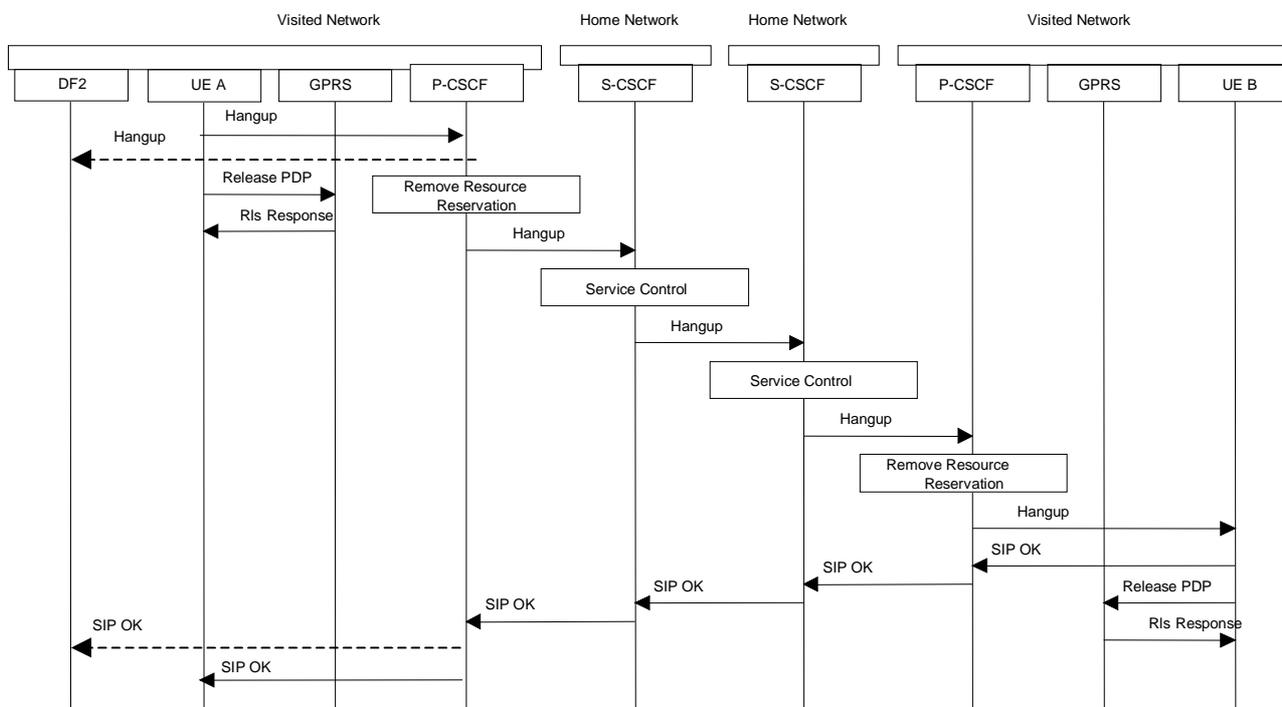 Visited Network
Home Network
Home Network
Visited Network
DF2
UE A
GPRS
P-CSCF
S-CSCF
S-CSCF
P-CSCF
GPRS
UE B
Hangup
Hangup
Release PDP
Remove Resource
Reservation
Rls Response
Hangup
Service Control
Hangup
Service Control
Hangup
Remove Resource
Reservation
Hangup
SIP OK
SIP OK
SIP OK
Release PDP
SIP OK
Rls Response
SIP OK
SIP OK